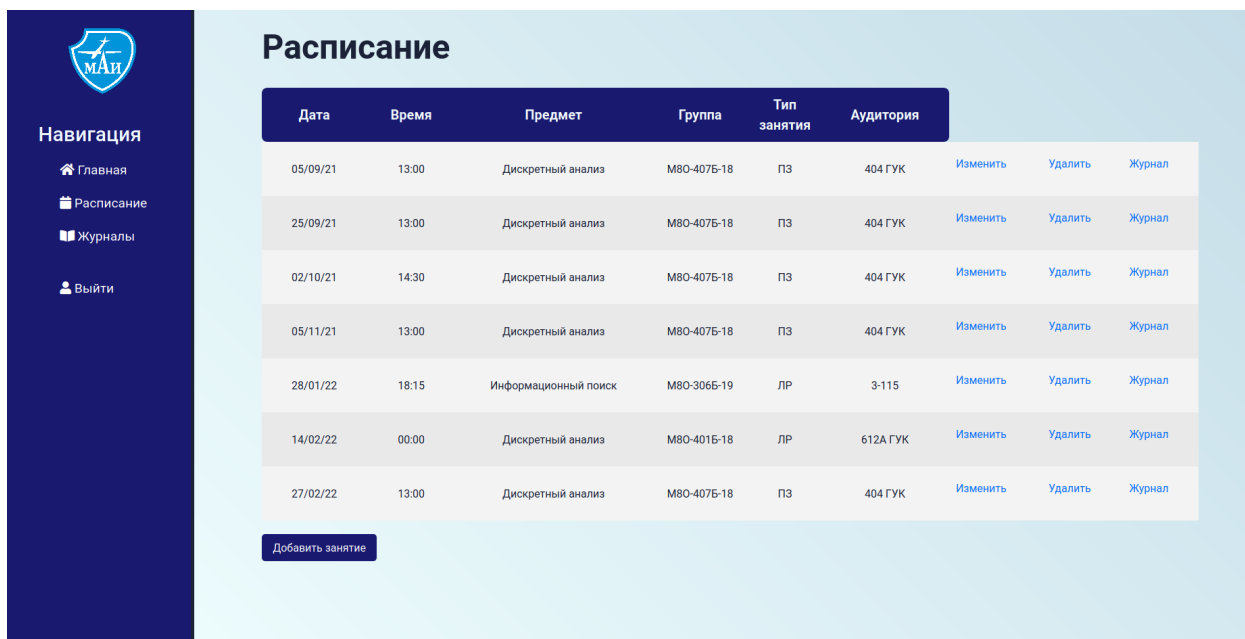 МАИ
Навигация
Главная
Расписание
Журналы
Выйти
Расписание
Дата Время Предмет Группа Тип занятия Аудитория
05/09/21 13:00 Дискретный анализ М8О-407Б-18 ПЗ 404 ГУК Изменить Удалить Журнал
25/09/21 13:00 Дискретный анализ М8О-407Б-18 ПЗ 404 ГУК Изменить Удалить Журнал
02/10/21 14:30 Дискретный анализ М8О-407Б-18 ПЗ 404 ГУК Изменить Удалить Журнал
05/11/21 13:00 Дискретный анализ М8О-407Б-18 ПЗ 404 ГУК Изменить Удалить Журнал
28/01/22 18:15 Информационный поиск М8О-306Б-19 ЛР 3-115 Изменить Удалить Журнал
14/02/22 00:00 Дискретный анализ М8О-401Б-18 ЛР 612А ГУК Изменить Удалить Журнал
27/02/22 13:00 Дискретный анализ М8О-407Б-18 ПЗ 404 ГУК Изменить Удалить Журнал
Добавить занятие